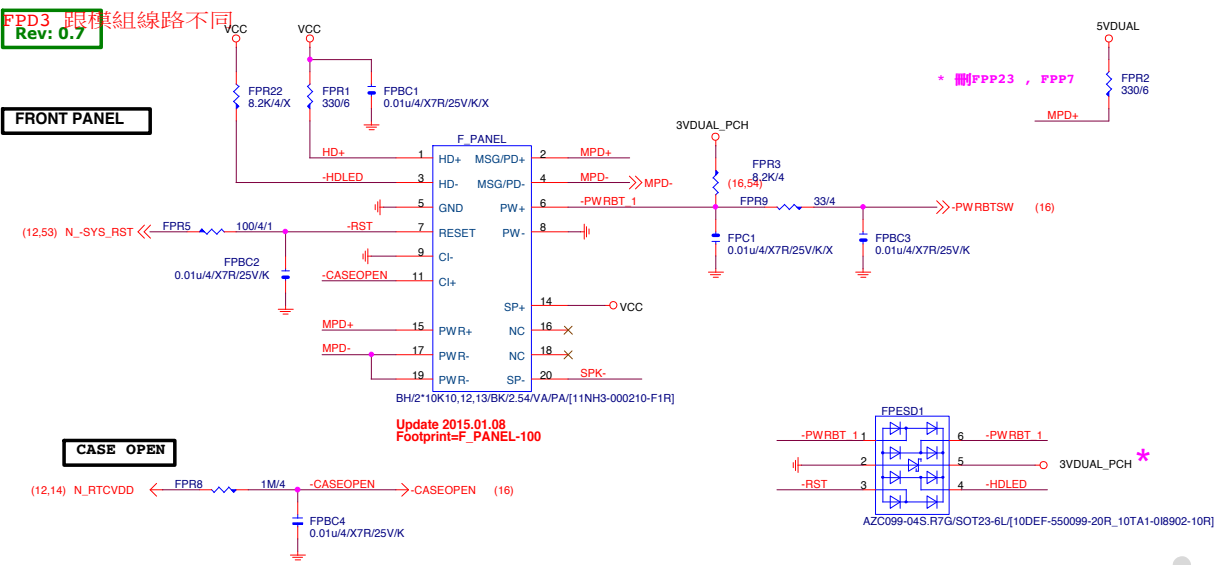 FPD3 跟模組線路不同
Rev: 0.7
VCC
VCC
5VDUAL
FPR22
8.2K/4/X
FPR1
330/6
FPBC1
0.01u/4/X7R/25V/K/X
* 刪FPP23 , FPP7
FPR2
330/6
MPD+
FRONT PANEL
3VDUAL_PCH
F_PANEL
HD+ 1 HD+ MSG/PD+ 2 MPD+
-HDLED 3 HD- MSG/PD- 4 MPD- MPD- (16,54)
FPR3
8.2K/4
5 GND PW+ 6 -PWRBT_1
FPR9 33/4
-PWRBTSW (16)
(12,53) N_-SYS_RST FPR5 100/4/1 -RST 7 RESET PW- 8
FPC1
0.01u/4/X7R/25V/K/X
FPBC3
0.01u/4/X7R/25V/K
9 CI-
FPBC2
0.01u/4/X7R/25V/K
-CASEOPEN 11 CI+
SP+ 14 VCC
MPD+ 15 PWR+ NC 16
MPD- 17 PWR- NC 18
19 PWR- SP- 20 SPK-
BH/2*10K10,12,13/BK/2.54/VA/PA/[11NH3-000210-F1R]
Update 2015.01.08
Footprint=F_PANEL-100
FPESD1
-PWRBT_1 1 6 -PWRBT_1
2 5 3VDUAL_PCH *
-RST 3 4 -HDLED
AZC099-04S.R7G/SOT23-6L/[10DEF-550099-20R_10TA1-0I8902-10R]
CASE OPEN
(12,14) N_RTCVDD FPR8 1M/4 -CASEOPEN -CASEOPEN (16)
FPBC4
0.01u/4/X7R/25V/K